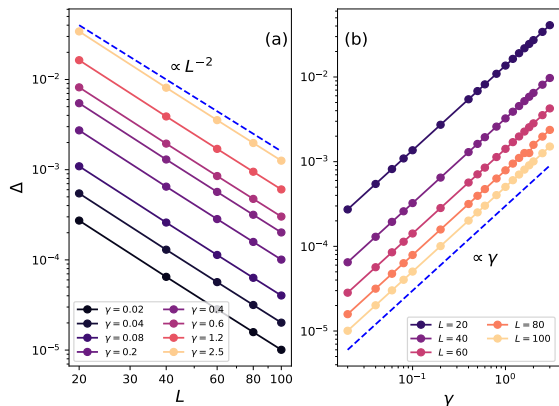 (a)
∝ L⁻²
Δ
10⁻²
10⁻³
10⁻⁴
10⁻⁵
γ = 0.02
γ = 0.04
γ = 0.08
γ = 0.2
γ = 0.4
γ = 0.6
γ = 1.2
γ = 2.5
20
30
40
60
80
100
L
(b)
10⁻²
10⁻³
10⁻⁴
10⁻⁵
∝ γ
L = 20
L = 40
L = 60
L = 80
L = 100
10⁻¹
10⁰
γ